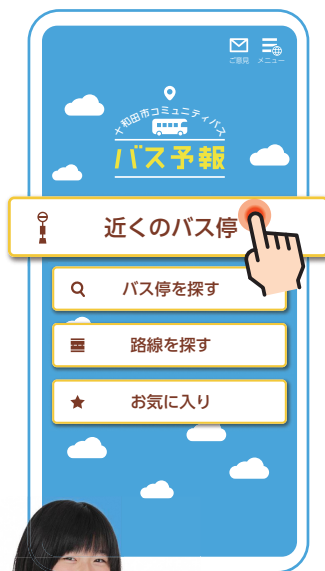 ご意見 メニュー
十和田市コミュニティバス
バス予報
近くのバス停
バス停を探す
路線を探す
お気に入り